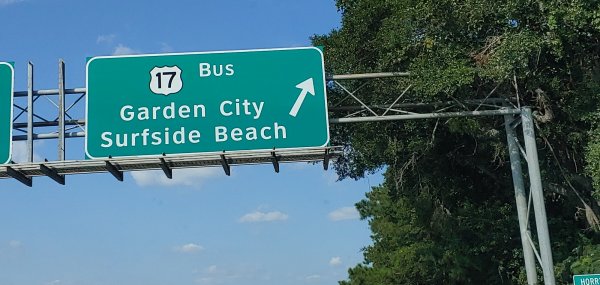 17 Bus
Garden City
Surfside Beach